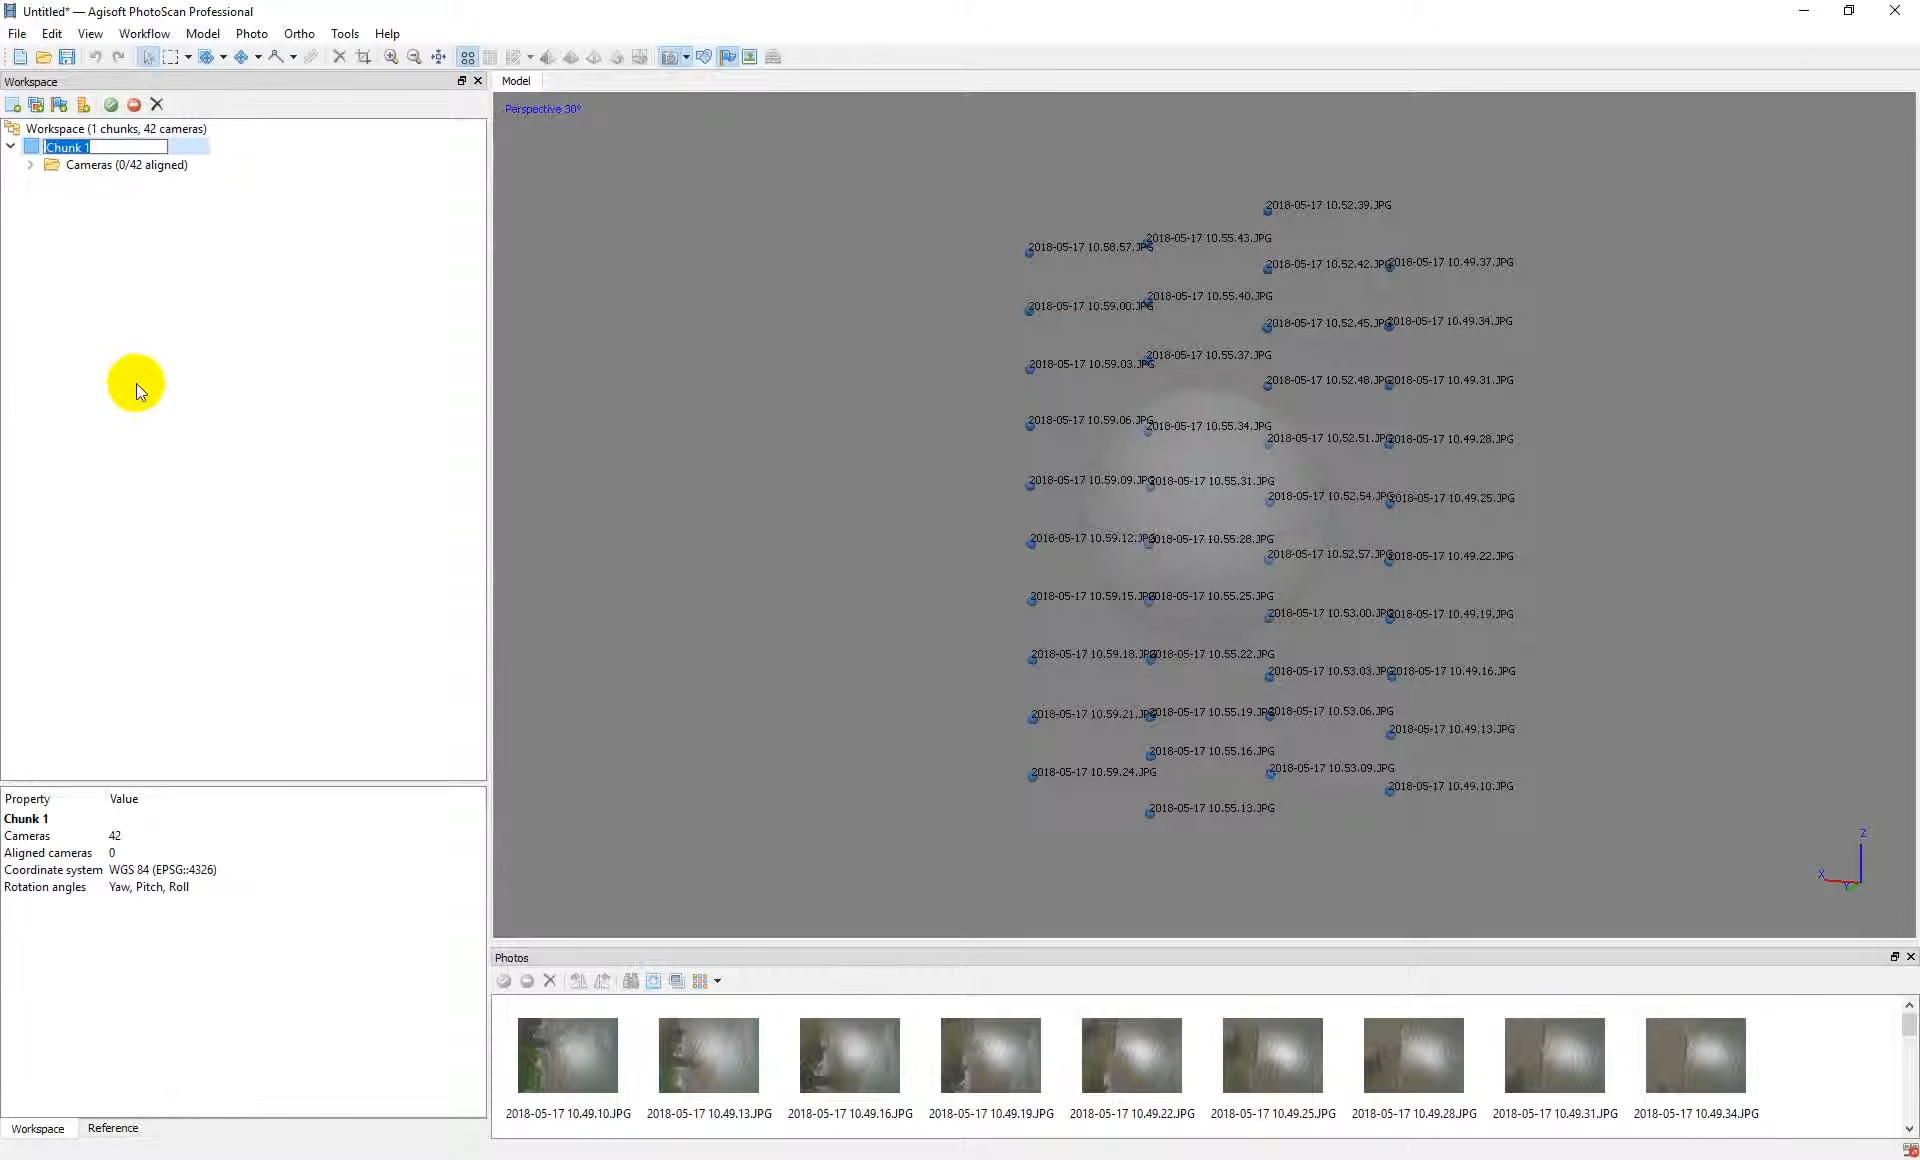 Untitled* — Agisoft PhotoScan Professional
File Edit View Workflow Model Photo Ortho Tools Help
Workspace
Model
Perspective 30°
Workspace (1 chunks, 42 cameras)
Chunk 1
Cameras (0/42 aligned)
2018-05-17 10.52.39.JPG
2018-05-17 10.58.57.JPG 2018-05-17 10.55.43.JPG
2018-05-17 10.52.42.JPG 2018-05-17 10.49.37.JPG
2018-05-17 10.59.00.JPG 2018-05-17 10.55.40.JPG
2018-05-17 10.52.45.JPG 2018-05-17 10.49.34.JPG
2018-05-17 10.59.03.JPG 2018-05-17 10.55.37.JPG
2018-05-17 10.52.48.JPG 2018-05-17 10.49.31.JPG
2018-05-17 10.59.06.JPG 2018-05-17 10.55.34.JPG
2018-05-17 10.52.51.JPG 2018-05-17 10.49.28.JPG
2018-05-17 10.59.09.JPG 2018-05-17 10.55.31.JPG
2018-05-17 10.52.54.JPG 2018-05-17 10.49.25.JPG
2018-05-17 10.59.12.JPG 2018-05-17 10.55.28.JPG
2018-05-17 10.52.57.JPG 2018-05-17 10.49.22.JPG
2018-05-17 10.59.15.JPG 2018-05-17 10.55.25.JPG
2018-05-17 10.53.00.JPG 2018-05-17 10.49.19.JPG
2018-05-17 10.59.18.JPG 2018-05-17 10.55.22.JPG
2018-05-17 10.53.03.JPG 2018-05-17 10.49.16.JPG
2018-05-17 10.59.21.JPG 2018-05-17 10.55.19.JPG 2018-05-17 10.53.06.JPG
2018-05-17 10.49.13.JPG
2018-05-17 10.55.16.JPG
2018-05-17 10.59.24.JPG 2018-05-17 10.53.09.JPG
2018-05-17 10.49.10.JPG
2018-05-17 10.55.13.JPG
Z
X
Y
Property Value
Chunk 1
Cameras 42
Aligned cameras 0
Coordinate system WGS 84 (EPSG::4326)
Rotation angles Yaw, Pitch, Roll
Photos
2018-05-17 10.49.10.JPG 2018-05-17 10.49.13.JPG 2018-05-17 10.49.16.JPG 2018-05-17 10.49.19.JPG 2018-05-17 10.49.22.JPG 2018-05-17 10.49.25.JPG 2018-05-17 10.49.28.JPG 2018-05-17 10.49.31.JPG 2018-05-17 10.49.34.JPG
Workspace Reference